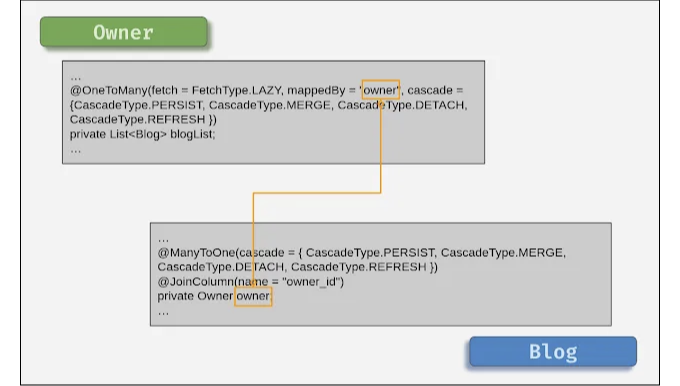 Owner
...
@OneToMany(fetch = FetchType.LAZY, mappedBy = "owner", cascade =
{CascadeType.PERSIST, CascadeType.MERGE, CascadeType.DETACH,
CascadeType.REFRESH })
private List<Blog> blogList;
...
...
@ManyToOne(cascade = { CascadeType.PERSIST, CascadeType.MERGE,
CascadeType.DETACH, CascadeType.REFRESH })
@JoinColumn(name = "owner_id")
private Owner owner;
...
Blog